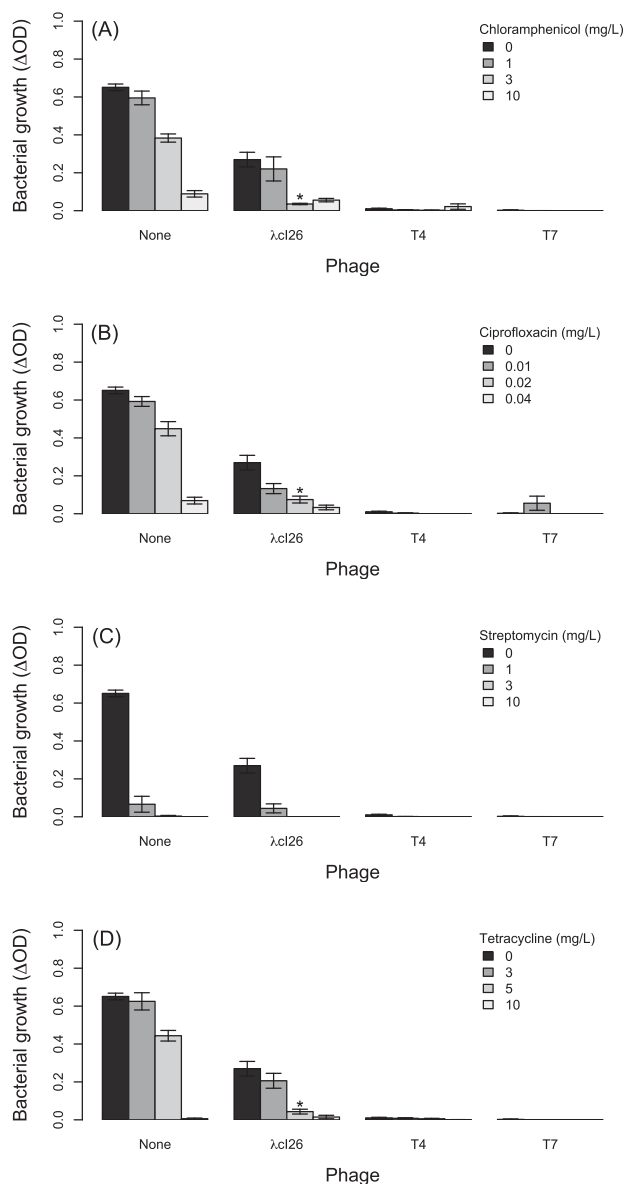 (A)
Chloramphenicol (mg/L)
0
1
3
10
Bacterial growth (ΔOD)
0.0 0.2 0.4 0.6 0.8 1.0
*
None λcI26 T4 T7
Phage
(B)
Ciprofloxacin (mg/L)
0
0.01
0.02
0.04
Bacterial growth (ΔOD)
0.0 0.2 0.4 0.6 0.8 1.0
*
None λcI26 T4 T7
Phage
(C)
Streptomycin (mg/L)
0
1
3
10
Bacterial growth (ΔOD)
0.0 0.2 0.4 0.6 0.8 1.0
None λcI26 T4 T7
Phage
(D)
Tetracycline (mg/L)
0
3
5
10
Bacterial growth (ΔOD)
0.0 0.2 0.4 0.6 0.8 1.0
*
None λcI26 T4 T7
Phage